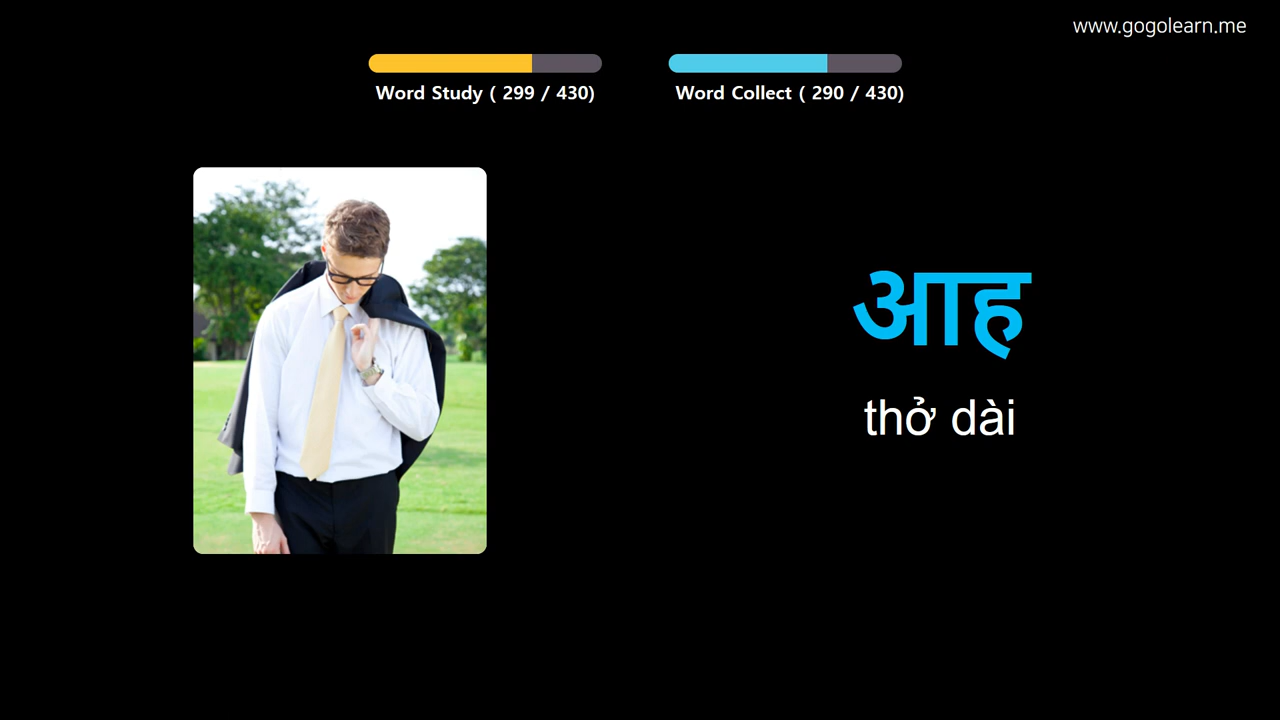 www.gogolearn.me
Word Study ( 299 / 430)
Word Collect ( 290 / 430)
आह
thở dài